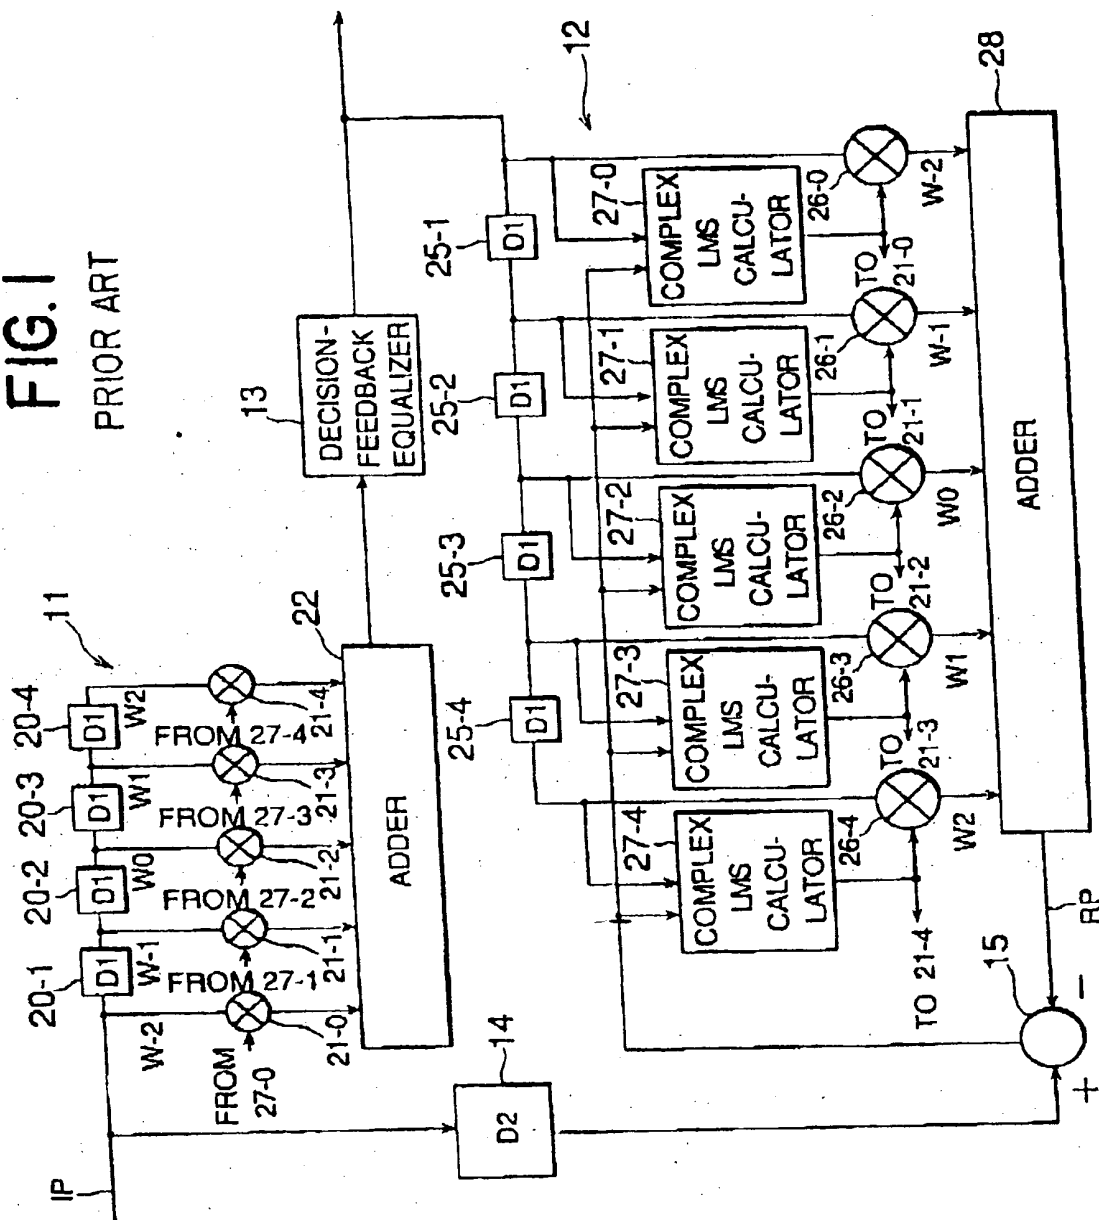 FIG. 1
PRIOR ART
11
20-1
20-2
20-3
20-4
D1
D1
D1
D1
IP
W-2
W-1
W0
W1
W2
FROM
27-0
FROM 27-1
FROM 27-2
FROM 27-3
FROM 27-4
21-0
21-1
21-2
21-3
21-4
22
ADDER
13
DECISION-
FEEDBACK
EQUALIZER
14
D2
12
25-4
25-3
25-2
25-1
D1
D1
D1
D1
27-4
COMPLEX
LMS
CALCU-
LATOR
27-3
COMPLEX
LMS
CALCU-
LATOR
27-2
COMPLEX
LMS
CALCU-
LATOR
27-1
COMPLEX
LMS
CALCU-
LATOR
27-0
COMPLEX
LMS
CALCU-
LATOR
TO 21-4
26-4
TO
21-3
26-3
TO
21-2
26-2
TO
21-1
26-1
TO
21-0
26-0
W2
W1
W0
W-1
W-2
28
ADDER
15
+
−
RP